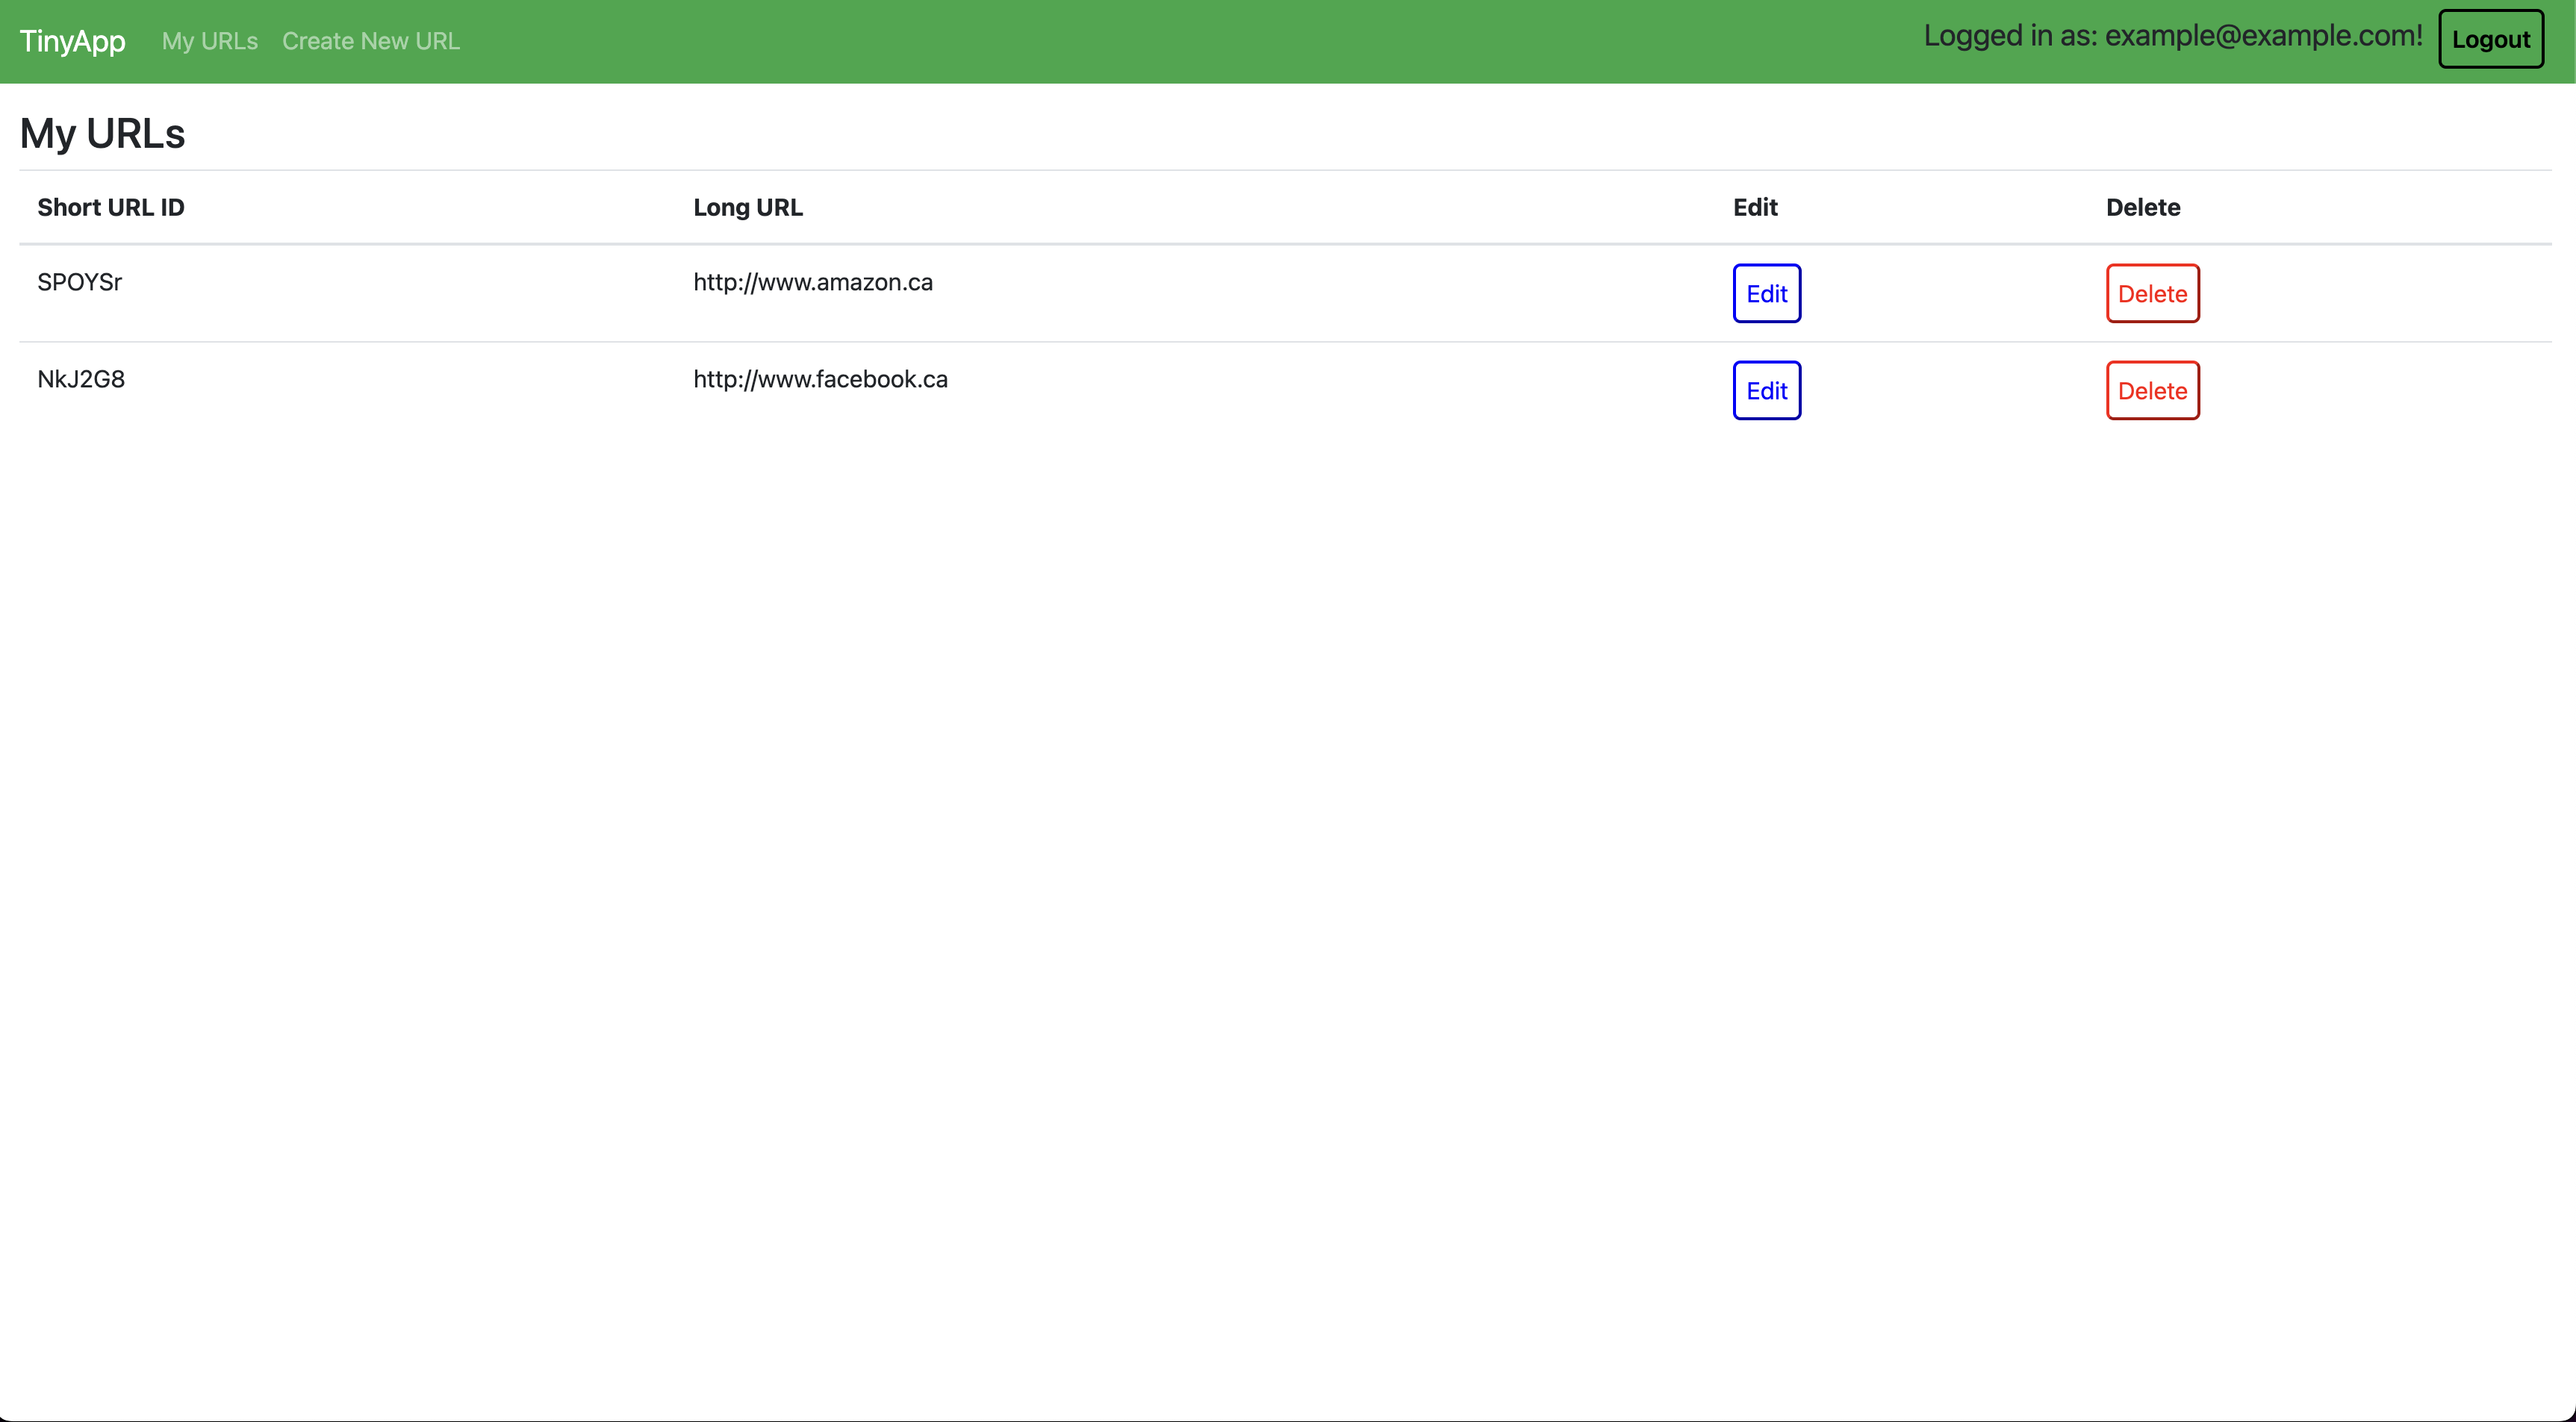 TinyApp My URLs Create New URL Logged in as: example@example.com! Logout
My URLs
Short URL ID Long URL Edit Delete
SPOYSr http://www.amazon.ca Edit Delete
NkJ2G8 http://www.facebook.ca Edit Delete